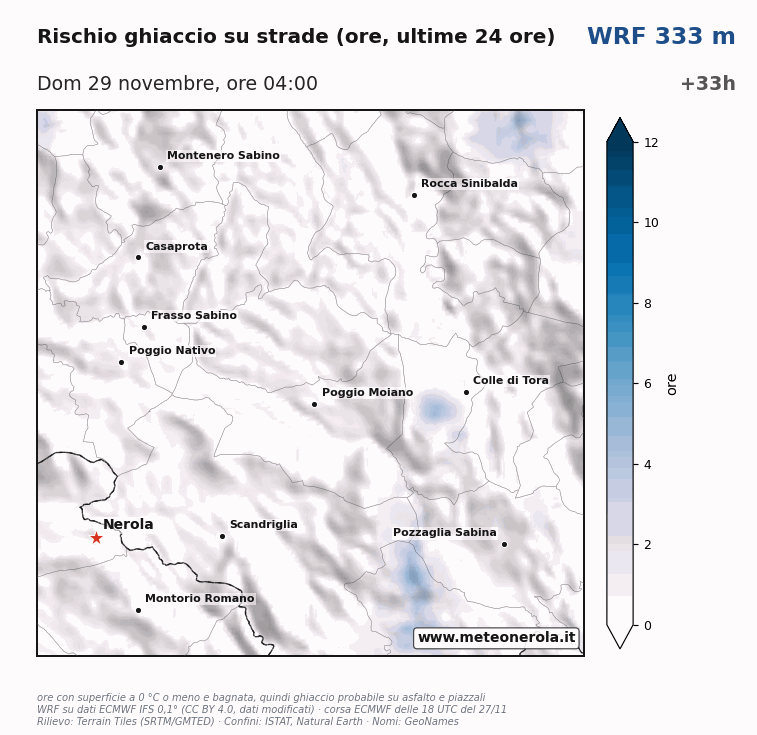 Rischio ghiaccio su strade (ore, ultime 24 ore)
WRF 333 m
Dom 29 novembre, ore 04:00
+33h
Montenero Sabino
Rocca Sinibalda
Casaprota
Frasso Sabino
Poggio Nativo
Colle di Tora
Poggio Moiano
Nerola
Scandriglia
Pozzaglia Sabina
Montorio Romano
www.meteonerola.it
12
10
8
6
4
2
0
ore
ore con superficie a 0 °C o meno e bagnata, quindi ghiaccio probabile su asfalto e piazzali
WRF su dati ECMWF IFS 0,1° (CC BY 4.0, dati modificati) · corsa ECMWF delle 18 UTC del 27/11
Rilievo: Terrain Tiles (SRTM/GMTED) · Confini: ISTAT, Natural Earth · Nomi: GeoNames